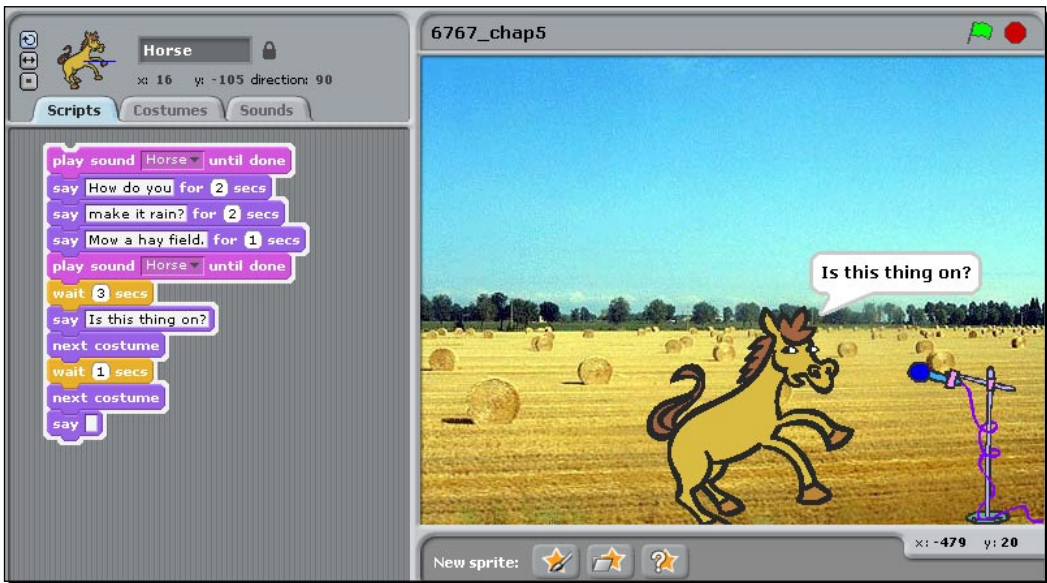 Horse
x: 16 y: -105 direction: 90
Scripts Costumes Sounds
play sound Horse until done
say How do you for 2 secs
say make it rain? for 2 secs
say Mow a hay field. for 1 secs
play sound Horse until done
wait 3 secs
say Is this thing on?
next costume
wait 1 secs
next costume
say
6767_chap5
Is this thing on?
x: -479 y: 20
New sprite: